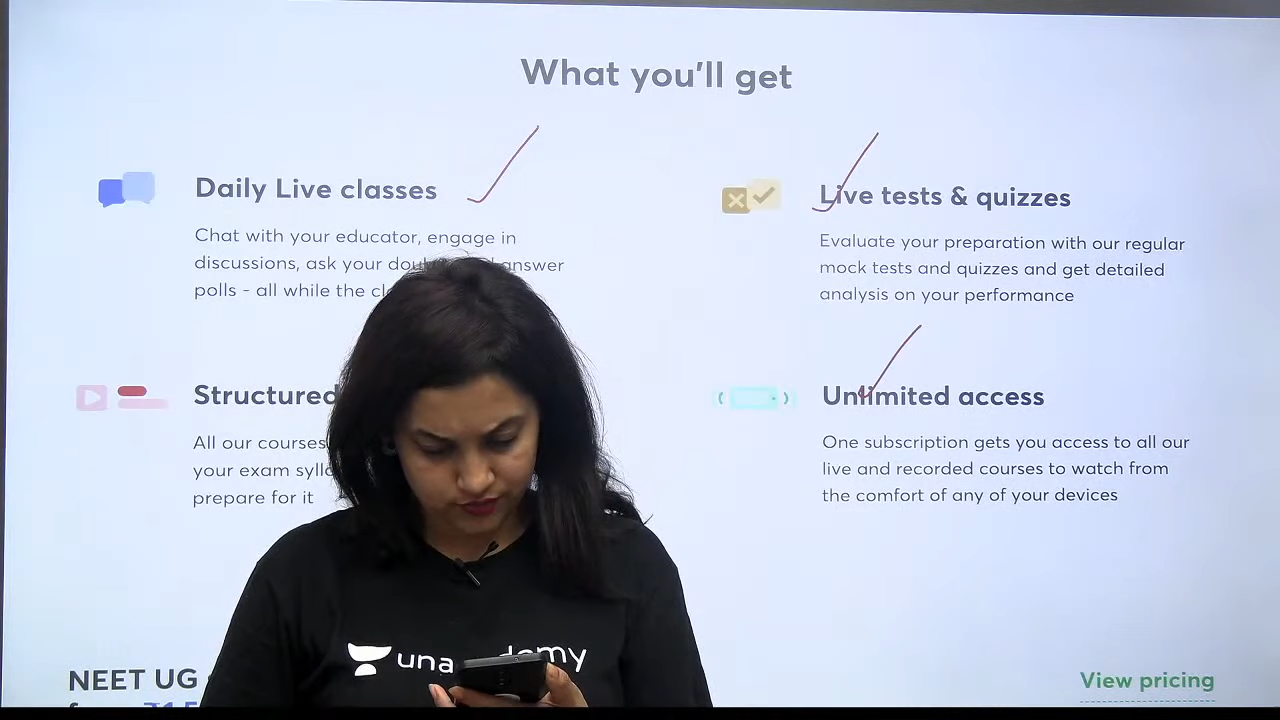 What you'll get
Daily Live classes
Chat with your educator, engage in
discussions, ask your answer
polls - all while the
Structured
All our courses
your exam
prepare for it
Live tests & quizzes
Evaluate your preparation with our regular
mock tests and quizzes and get detailed
analysis on your performance
Unlimited access
One subscription gets you access to all our
live and recorded courses to watch from
the comfort of any of your devices
NEET UG
View pricing